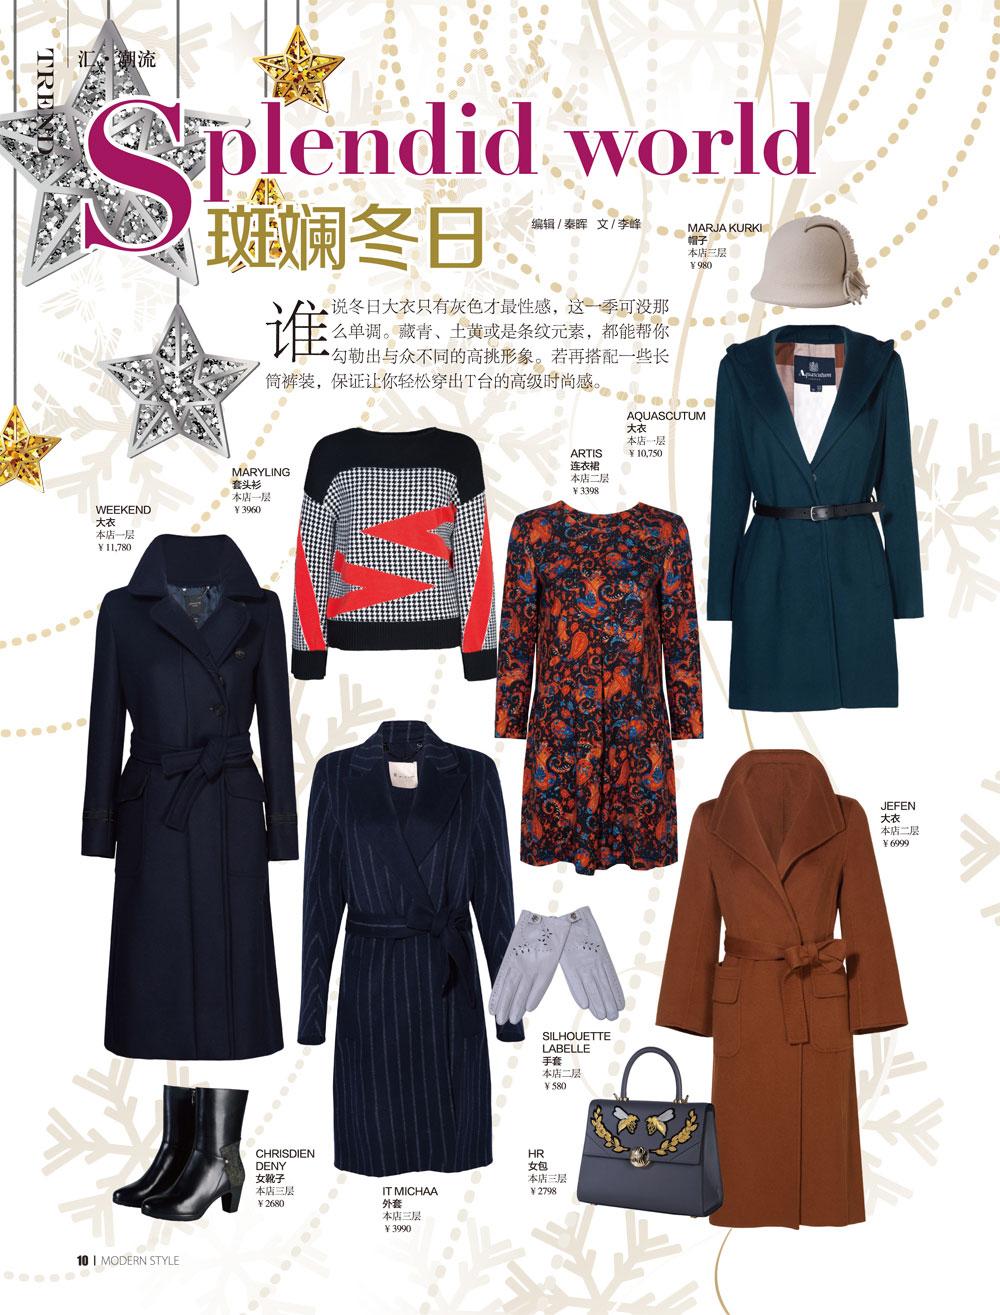 TREND
汇·潮流
Splendid world
斑斓冬日
编辑 / 秦晖 文 / 李峰
谁说冬日大衣只有灰色才最性感，这一季可没那
么单调。藏青、土黄或是条纹元素，都能帮你
勾勒出与众不同的高挑形象。若再搭配一些长
筒裤装，保证让你轻松穿出T台的高级时尚感。
MARJA KURKI
帽子
本店三层
￥980
Aquascutum
AQUASCUTUM
大衣
本店一层
￥10,750
ARTIS
连衣裙
本店二层
￥3398
MARYLING
套头衫
本店一层
￥3960
WEEKEND
大衣
本店一层
￥11,780
JEFEN
大衣
本店二层
￥6999
SILHOUETTE
LABELLE
手套
本店二层
￥580
CHRISDIEN
DENY
女靴子
本店三层
￥2680
IT MICHAA
外套
本店三层
￥3990
HR
女包
本店三层
￥2798
10 | MODERN STYLE